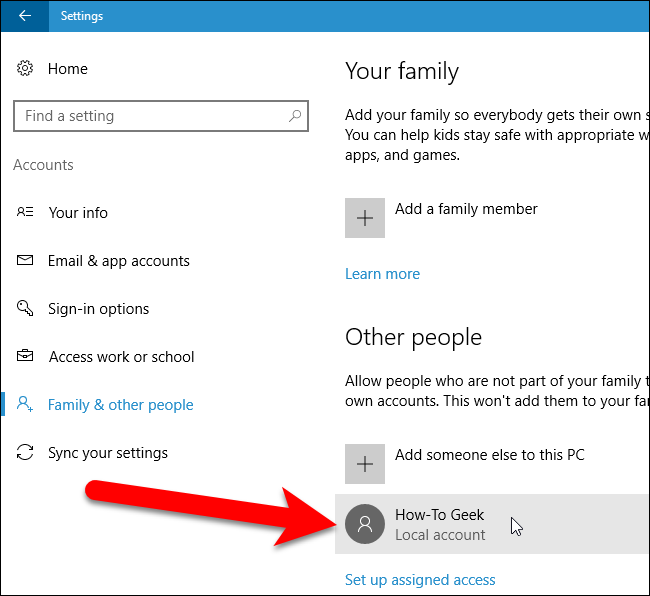 Settings
Home
Find a setting
Accounts
Your info
Email & app accounts
Sign-in options
Access work or school
Family & other people
Sync your settings
Your family
Add your family so everybody gets their own s
You can help kids stay safe with appropriate w
apps, and games.
Add a family member
Learn more
Other people
Allow people who are not part of your family t
own accounts. This won't add them to your fa
Add someone else to this PC
How-To Geek
Local account
Set up assigned access